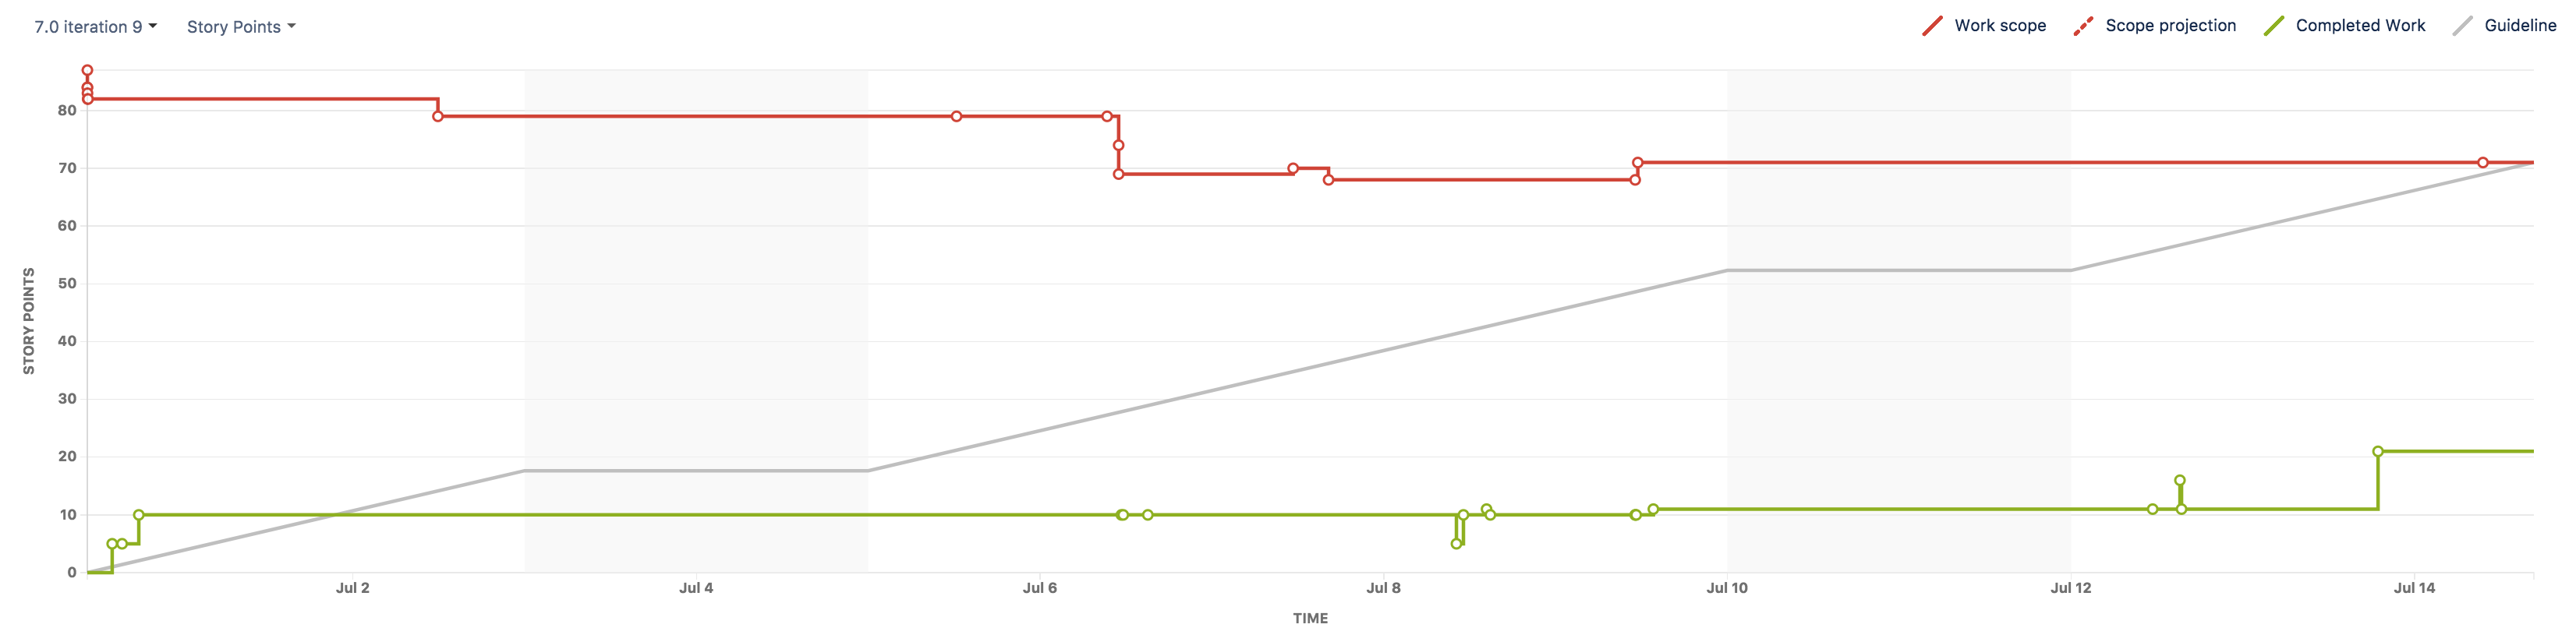 7.0 iteration 9 Story Points Work scope Scope projection Completed Work Guideline
80
70
60
50
40
30
20
10
0
STORY POINTS
Jul 2 Jul 4 Jul 6 Jul 8 Jul 10 Jul 12 Jul 14
TIME